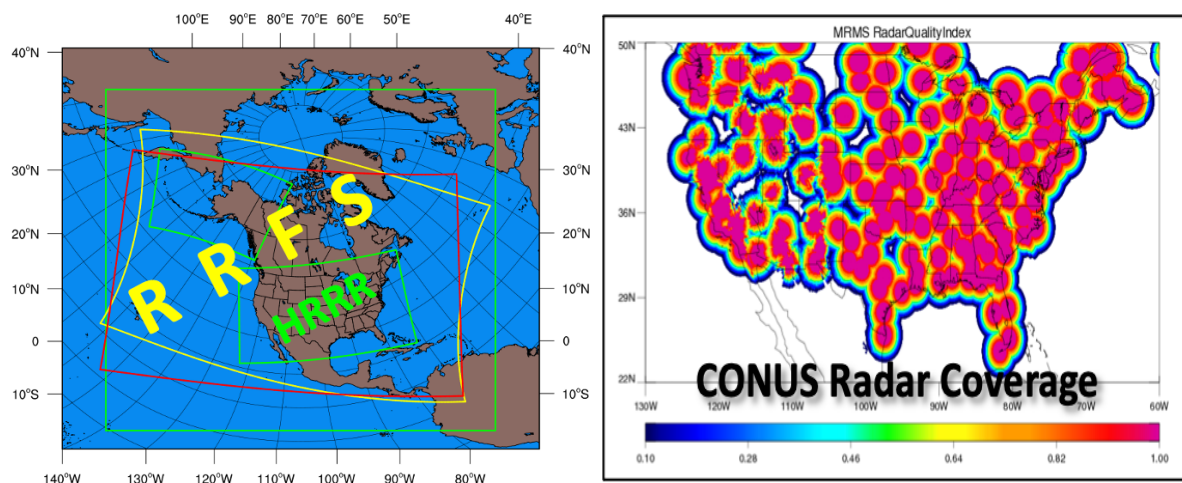 100°E 90°E 80°E 70°E 60°E 50°E 40°E
40°N 40°N
30°N 30°N
20°N 20°N
10°N 10°N
0 0
10°S 10°S
140°W 130°W 120°W 110°W 100°W 90°W 80°W
RRFS
HRRR
MRMS RadarQualityIndex
50N
43N
36N
29N
22N
CONUS Radar Coverage
130W 120W 110W 100W 90W 80W 70W 60W
0.10 0.28 0.46 0.64 0.82 1.00